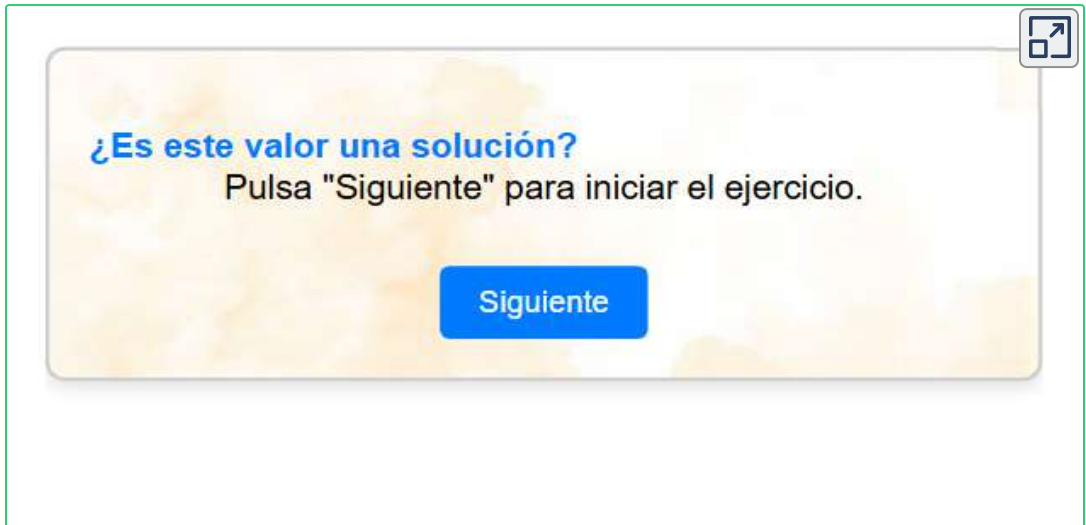 ¿Es este valor una solución?
Pulsa "Siguiente" para iniciar el ejercicio.
Siguiente